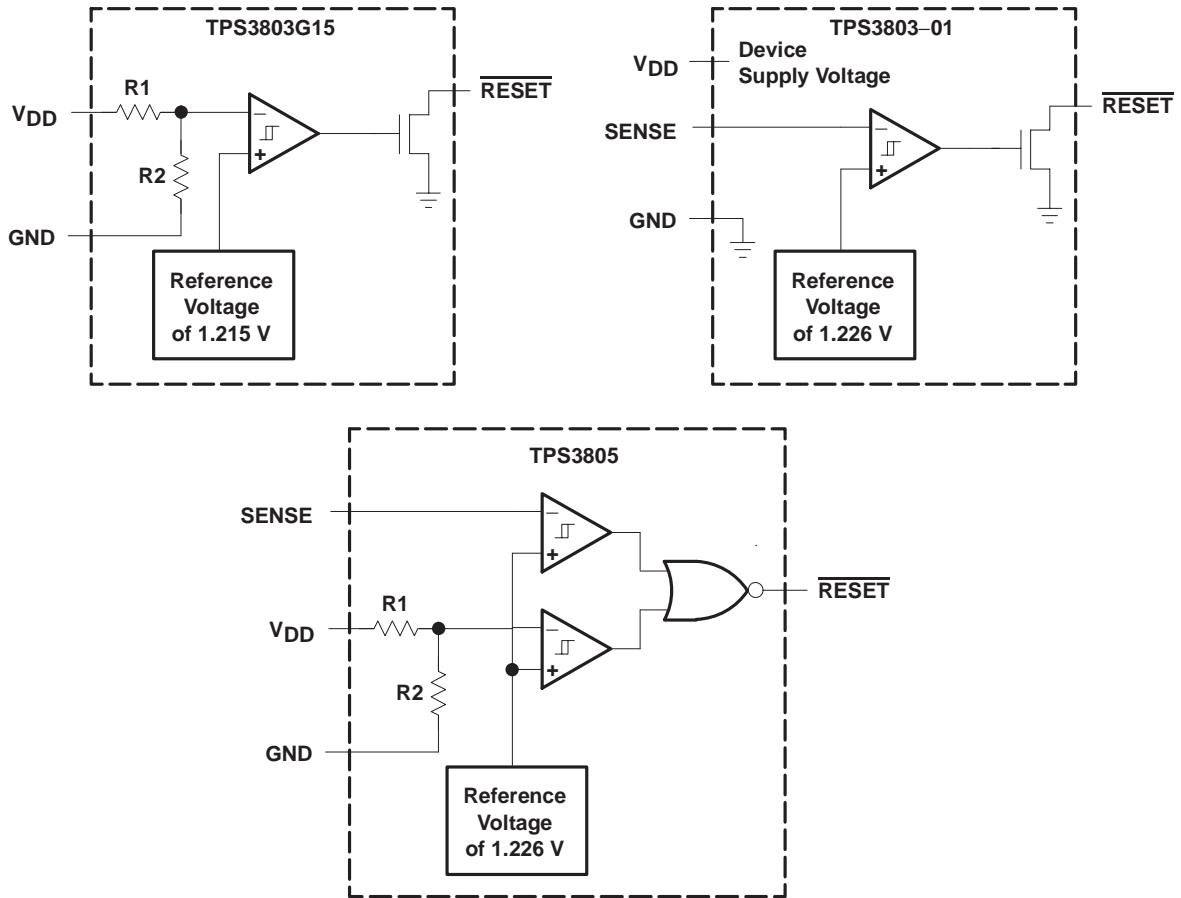 TPS3803G15
VDD
R1
R2
GND
−
+
RESET
Reference
Voltage
of 1.215 V
TPS3803−01
VDD
Device
Supply Voltage
SENSE
GND
−
+
RESET
Reference
Voltage
of 1.226 V
TPS3805
SENSE
−
+
R1
VDD
−
+
R2
GND
RESET
Reference
Voltage
of 1.226 V